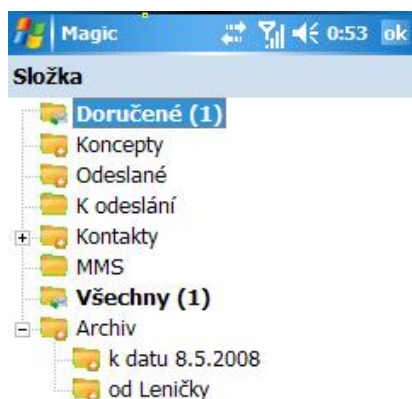 Magic 0:53 ok
Složka
Doručené (1)
Koncepty
Odeslané
K odeslání
Kontakty
MMS
Všechny (1)
Archiv
k datu 8.5.2008
od Leničky